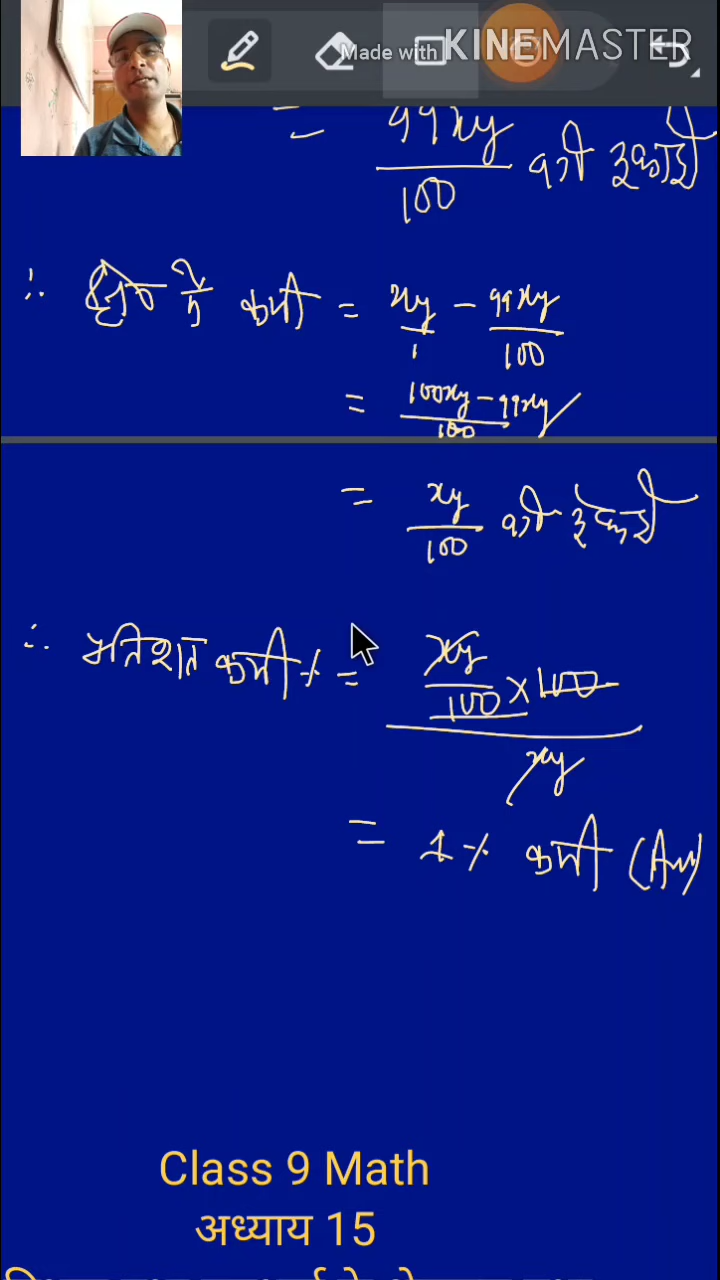 Made with KINEMASTER
= 99xy/100 वर्ग इकाई
∴ क्षेत्र में कमी = xy/1 - 99xy/100
= 100xy - 99xy/100
= xy/100 वर्ग इकाई
∴ प्रतिशत कमी % = xy/100 × 100 / xy
= 1% कमी (Ans)
Class 9 Math
अध्याय 15